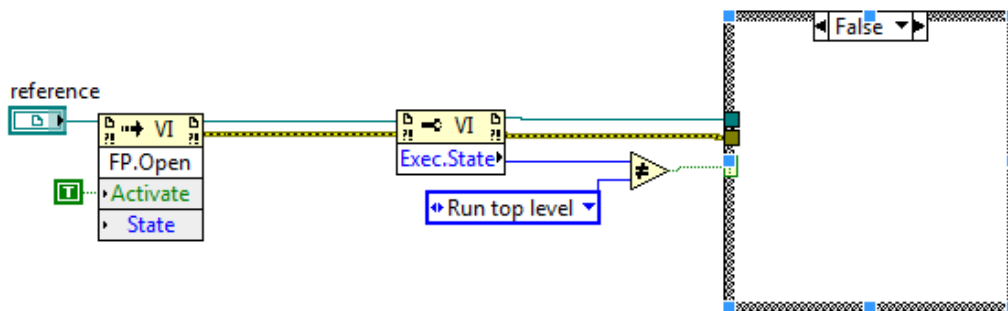 False
reference
VI
VI
FP.Open
Exec.State
T
Activate
Run top level
State